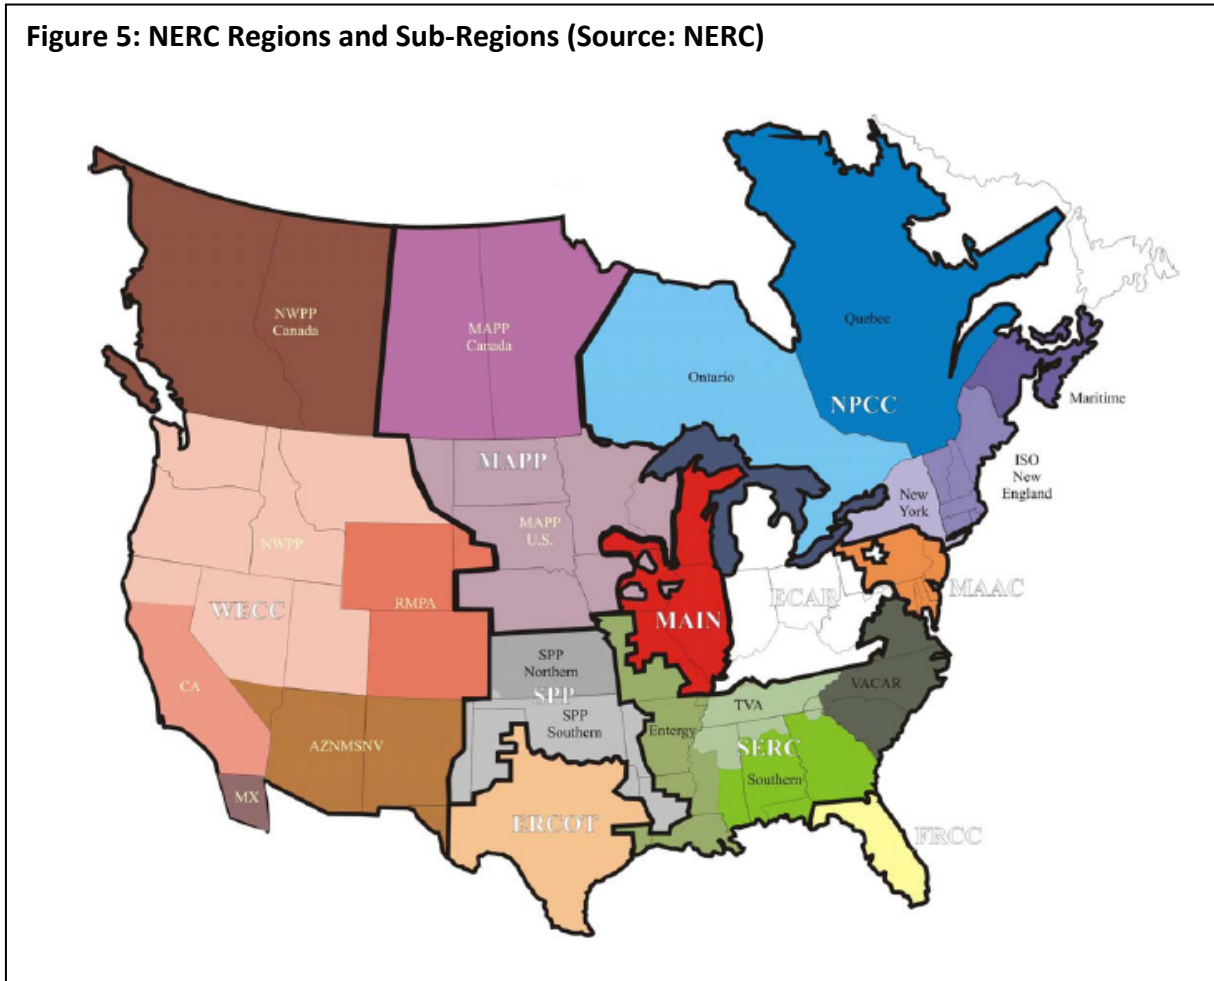 Figure 5: NERC Regions and Sub-Regions (Source: NERC)
NWPP
Canada
MAPP
Canada
Quebec
Ontario
NPCC
Maritime
MAPP
ISO
New
England
New
York
MAPP
U.S.
NWPP
RMPA
WECC
ECAR
MAAC
MAIN
SPP
Northern
CA
SPP
VACAR
TVA
SPP
Southern
Entergy
AZNMSNV
SERC
Southern
MX
ERCOT
FRCC